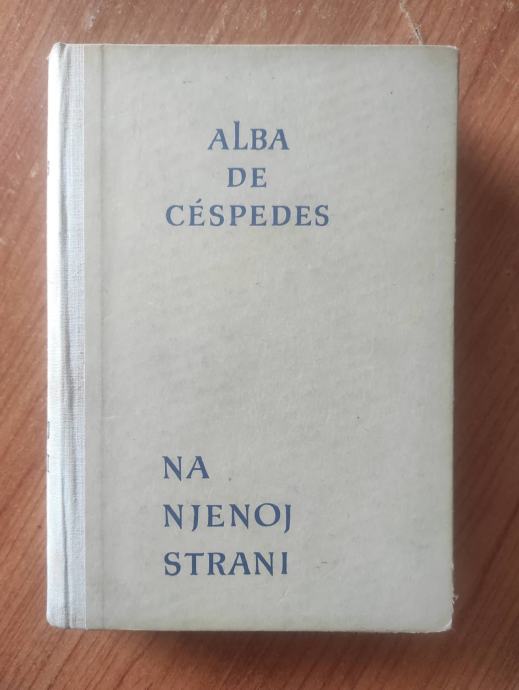 ALBA
DE
CÉSPEDES
NA
NJENOJ
STRANI